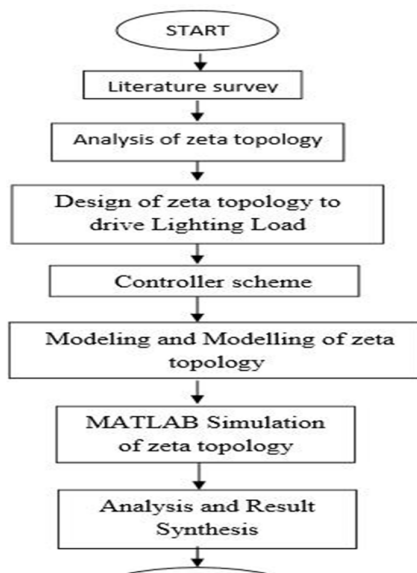 START
Literature survey
Analysis of zeta topology
Design of zeta topology to
drive Lighting Load
Controller scheme
Modeling and Modelling of zeta
topology
MATLAB Simulation
of zeta topology
Analysis and Result
Synthesis